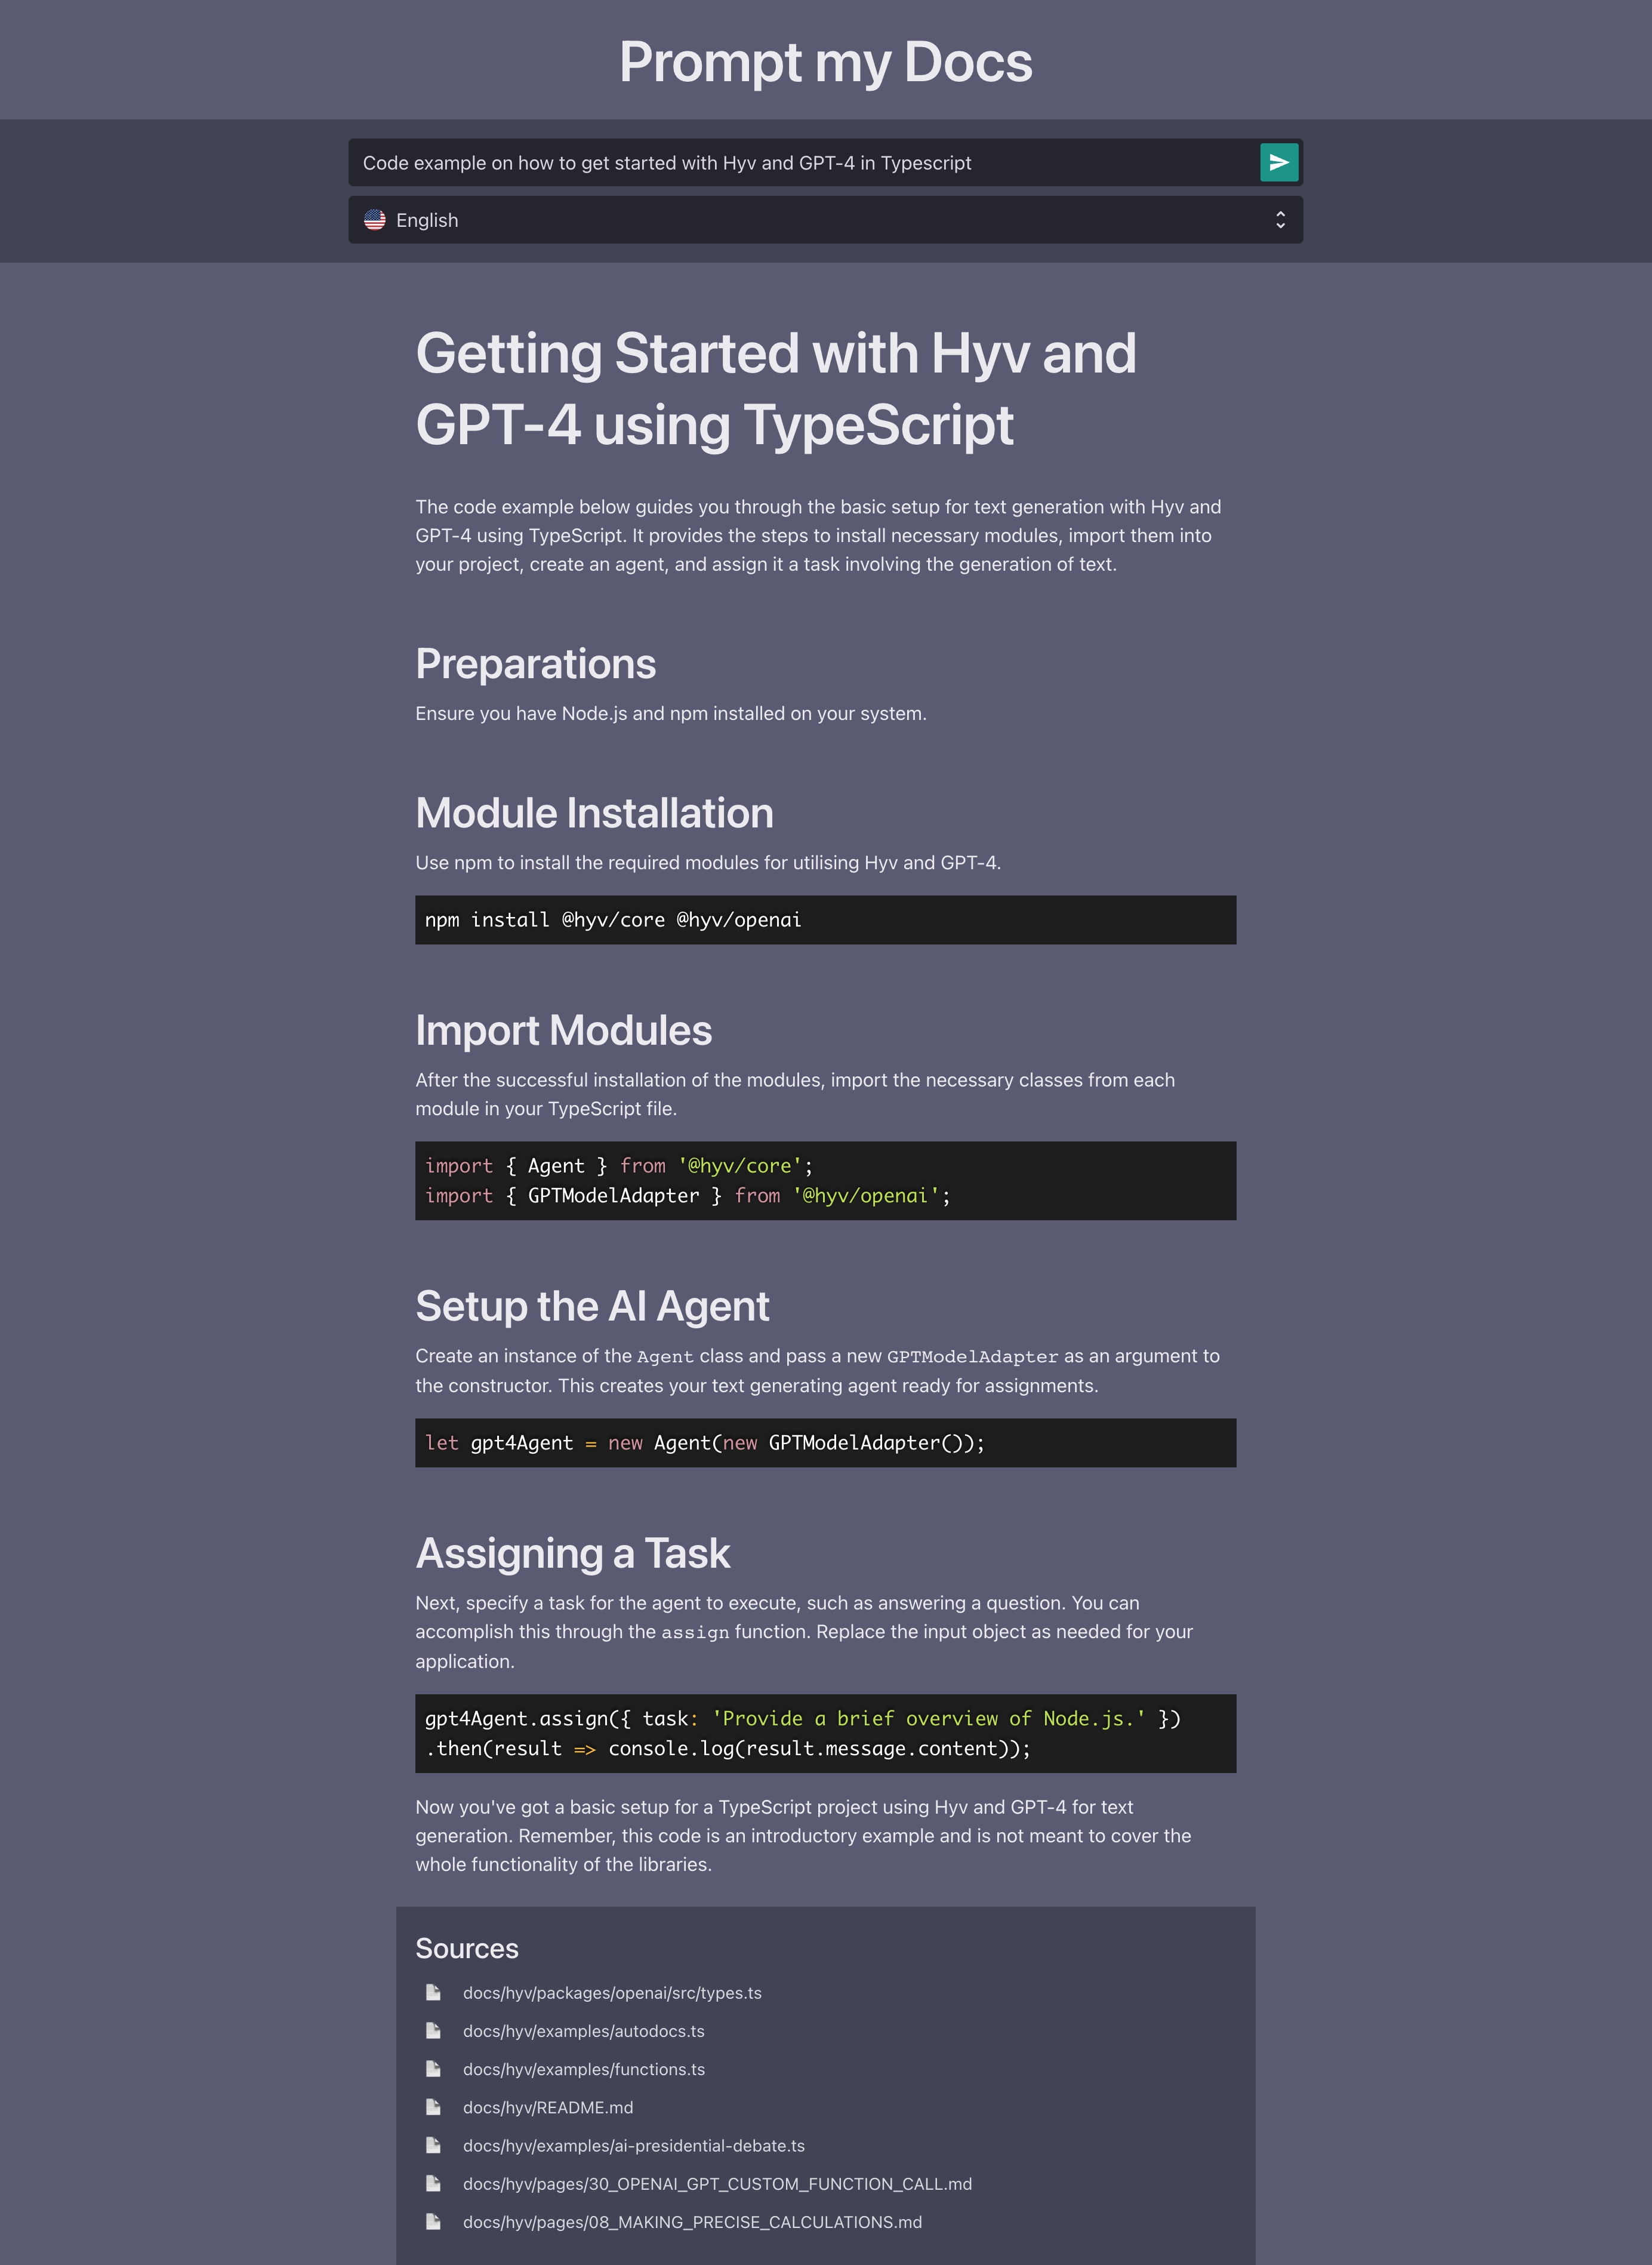 Prompt my Docs
Code example on how to get started with Hyv and GPT-4 in Typescript
English
Getting Started with Hyv and
GPT-4 using TypeScript
The code example below guides you through the basic setup for text generation with Hyv and
GPT-4 using TypeScript. It provides the steps to install necessary modules, import them into
your project, create an agent, and assign it a task involving the generation of text.
Preparations
Ensure you have Node.js and npm installed on your system.
Module Installation
Use npm to install the required modules for utilising Hyv and GPT-4.
npm install @hyv/core @hyv/openai
Import Modules
After the successful installation of the modules, import the necessary classes from each
module in your TypeScript file.
import { Agent } from '@hyv/core';
import { GPTModelAdapter } from '@hyv/openai';
Setup the AI Agent
Create an instance of the Agent class and pass a new GPTModelAdapter as an argument to
the constructor. This creates your text generating agent ready for assignments.
let gpt4Agent = new Agent(new GPTModelAdapter());
Assigning a Task
Next, specify a task for the agent to execute, such as answering a question. You can
accomplish this through the assign function. Replace the input object as needed for your
application.
gpt4Agent.assign({ task: 'Provide a brief overview of Node.js.' })
.then(result => console.log(result.message.content));
Now you've got a basic setup for a TypeScript project using Hyv and GPT-4 for text
generation. Remember, this code is an introductory example and is not meant to cover the
whole functionality of the libraries.
Sources
docs/hyv/packages/openai/src/types.ts
docs/hyv/examples/autodocs.ts
docs/hyv/examples/functions.ts
docs/hyv/README.md
docs/hyv/examples/ai-presidential-debate.ts
docs/hyv/pages/30_OPENAI_GPT_CUSTOM_FUNCTION_CALL.md
docs/hyv/pages/08_MAKING_PRECISE_CALCULATIONS.md